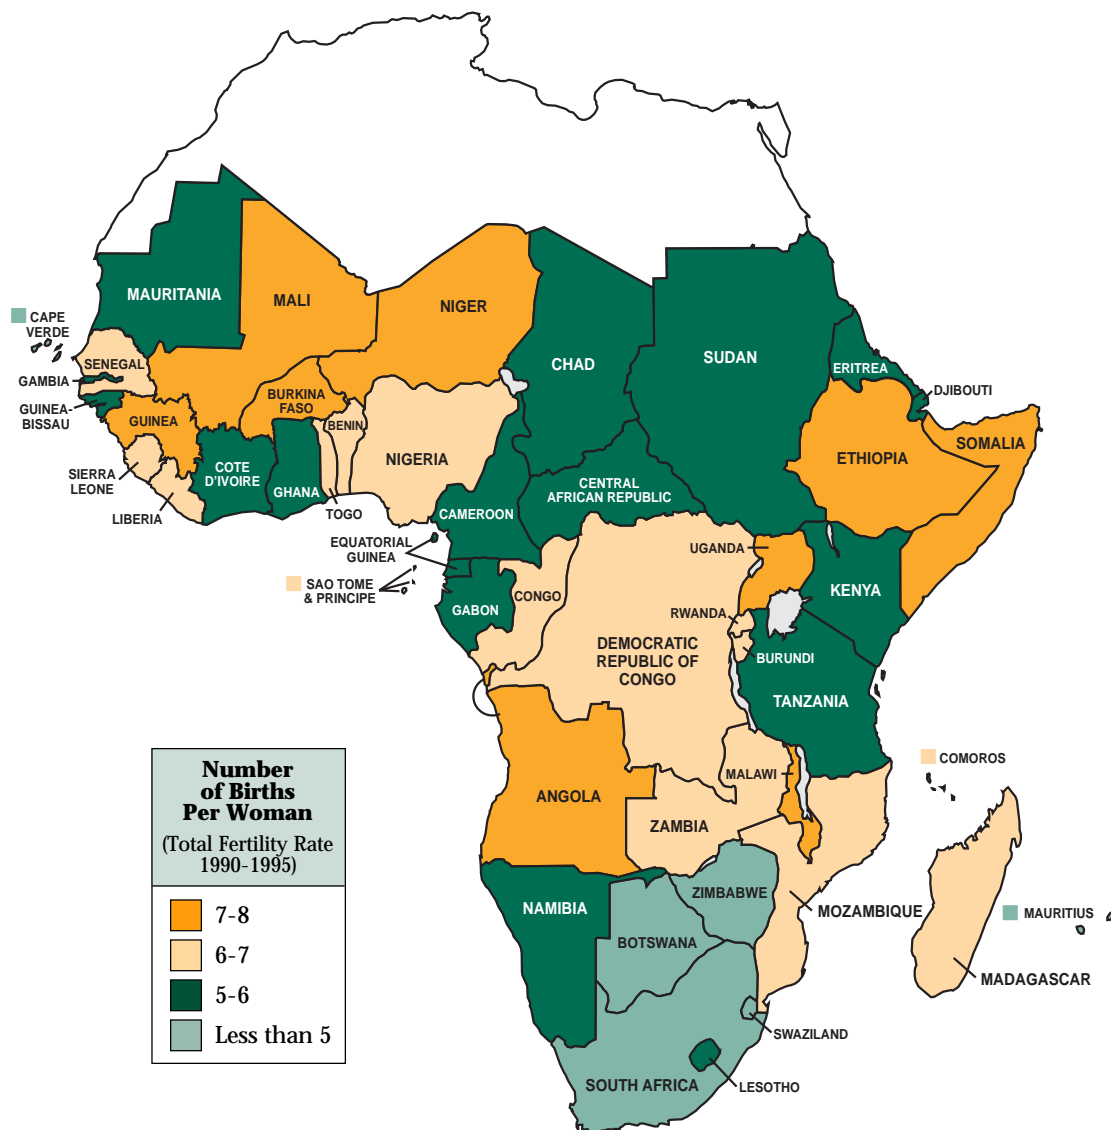 MAURITANIA
MALI
NIGER
CHAD
SUDAN
ERITREA
DJIBOUTI
CAPE
VERDE
SENEGAL
GAMBIA
GUINEA-
BISSAU
GUINEA
SIERRA
LEONE
LIBERIA
COTE
D'IVOIRE
BURKINA
FASO
GHANA
TOGO
BENIN
NIGERIA
CAMEROON
CENTRAL
AFRICAN REPUBLIC
ETHIOPIA
SOMALIA
EQUATORIAL
GUINEA
SAO TOME
& PRINCIPE
GABON
CONGO
DEMOCRATIC
REPUBLIC OF
CONGO
UGANDA
KENYA
RWANDA
BURUNDI
TANZANIA
ANGOLA
ZAMBIA
MALAWI
COMOROS
MOZAMBIQUE
MADAGASCAR
MAURITIUS
NAMIBIA
BOTSWANA
ZIMBABWE
SWAZILAND
SOUTH AFRICA
LESOTHO
Number
of Births
Per Woman
(Total Fertility Rate
1990-1995)
7-8
6-7
5-6
Less than 5